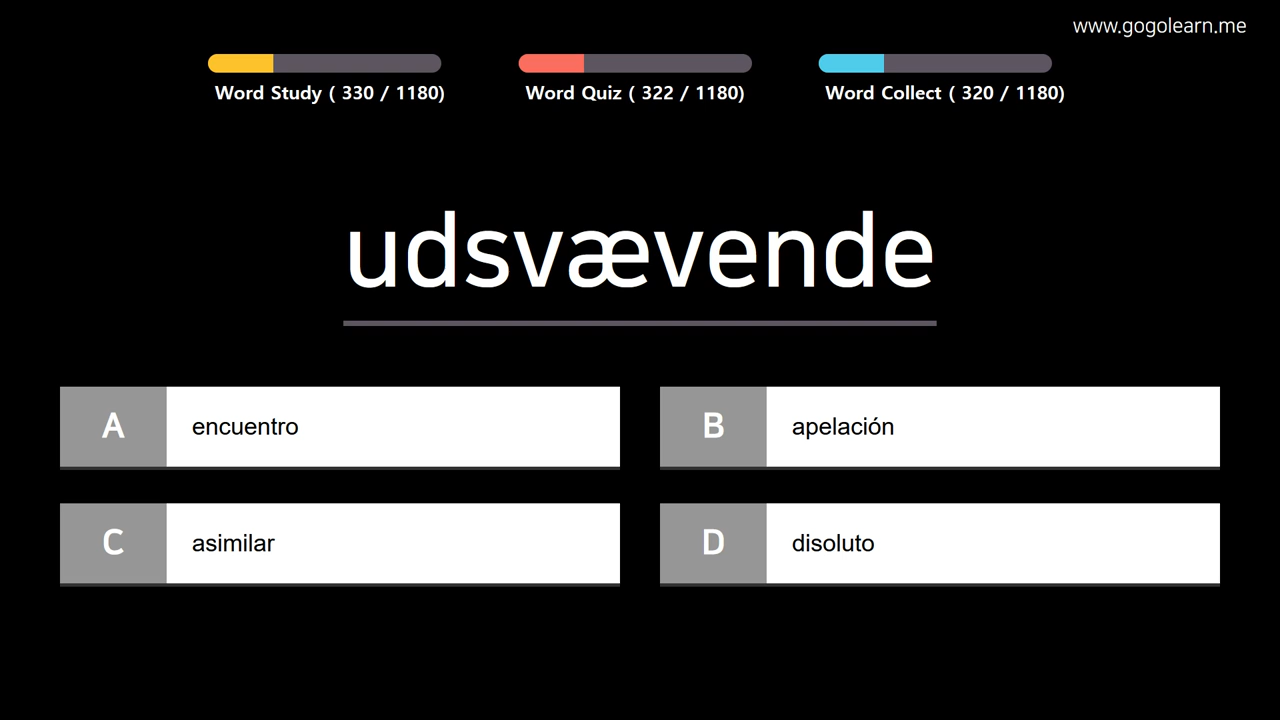 www.gogolearn.me
Word Study ( 330 / 1180)
Word Quiz ( 322 / 1180)
Word Collect ( 320 / 1180)
udsvævende
A encuentro
B apelación
C asimilar
D disoluto